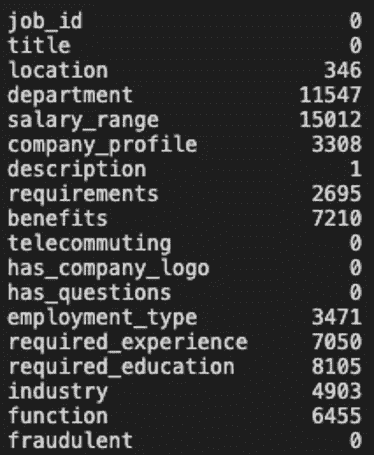 job_id 0
title 0
location 346
department 11547
salary_range 15012
company_profile 3308
description 1
requirements 2695
benefits 7210
telecommuting 0
has_company_logo 0
has_questions 0
employment_type 3471
required_experience 7050
required_education 8105
industry 4903
function 6455
fraudulent 0